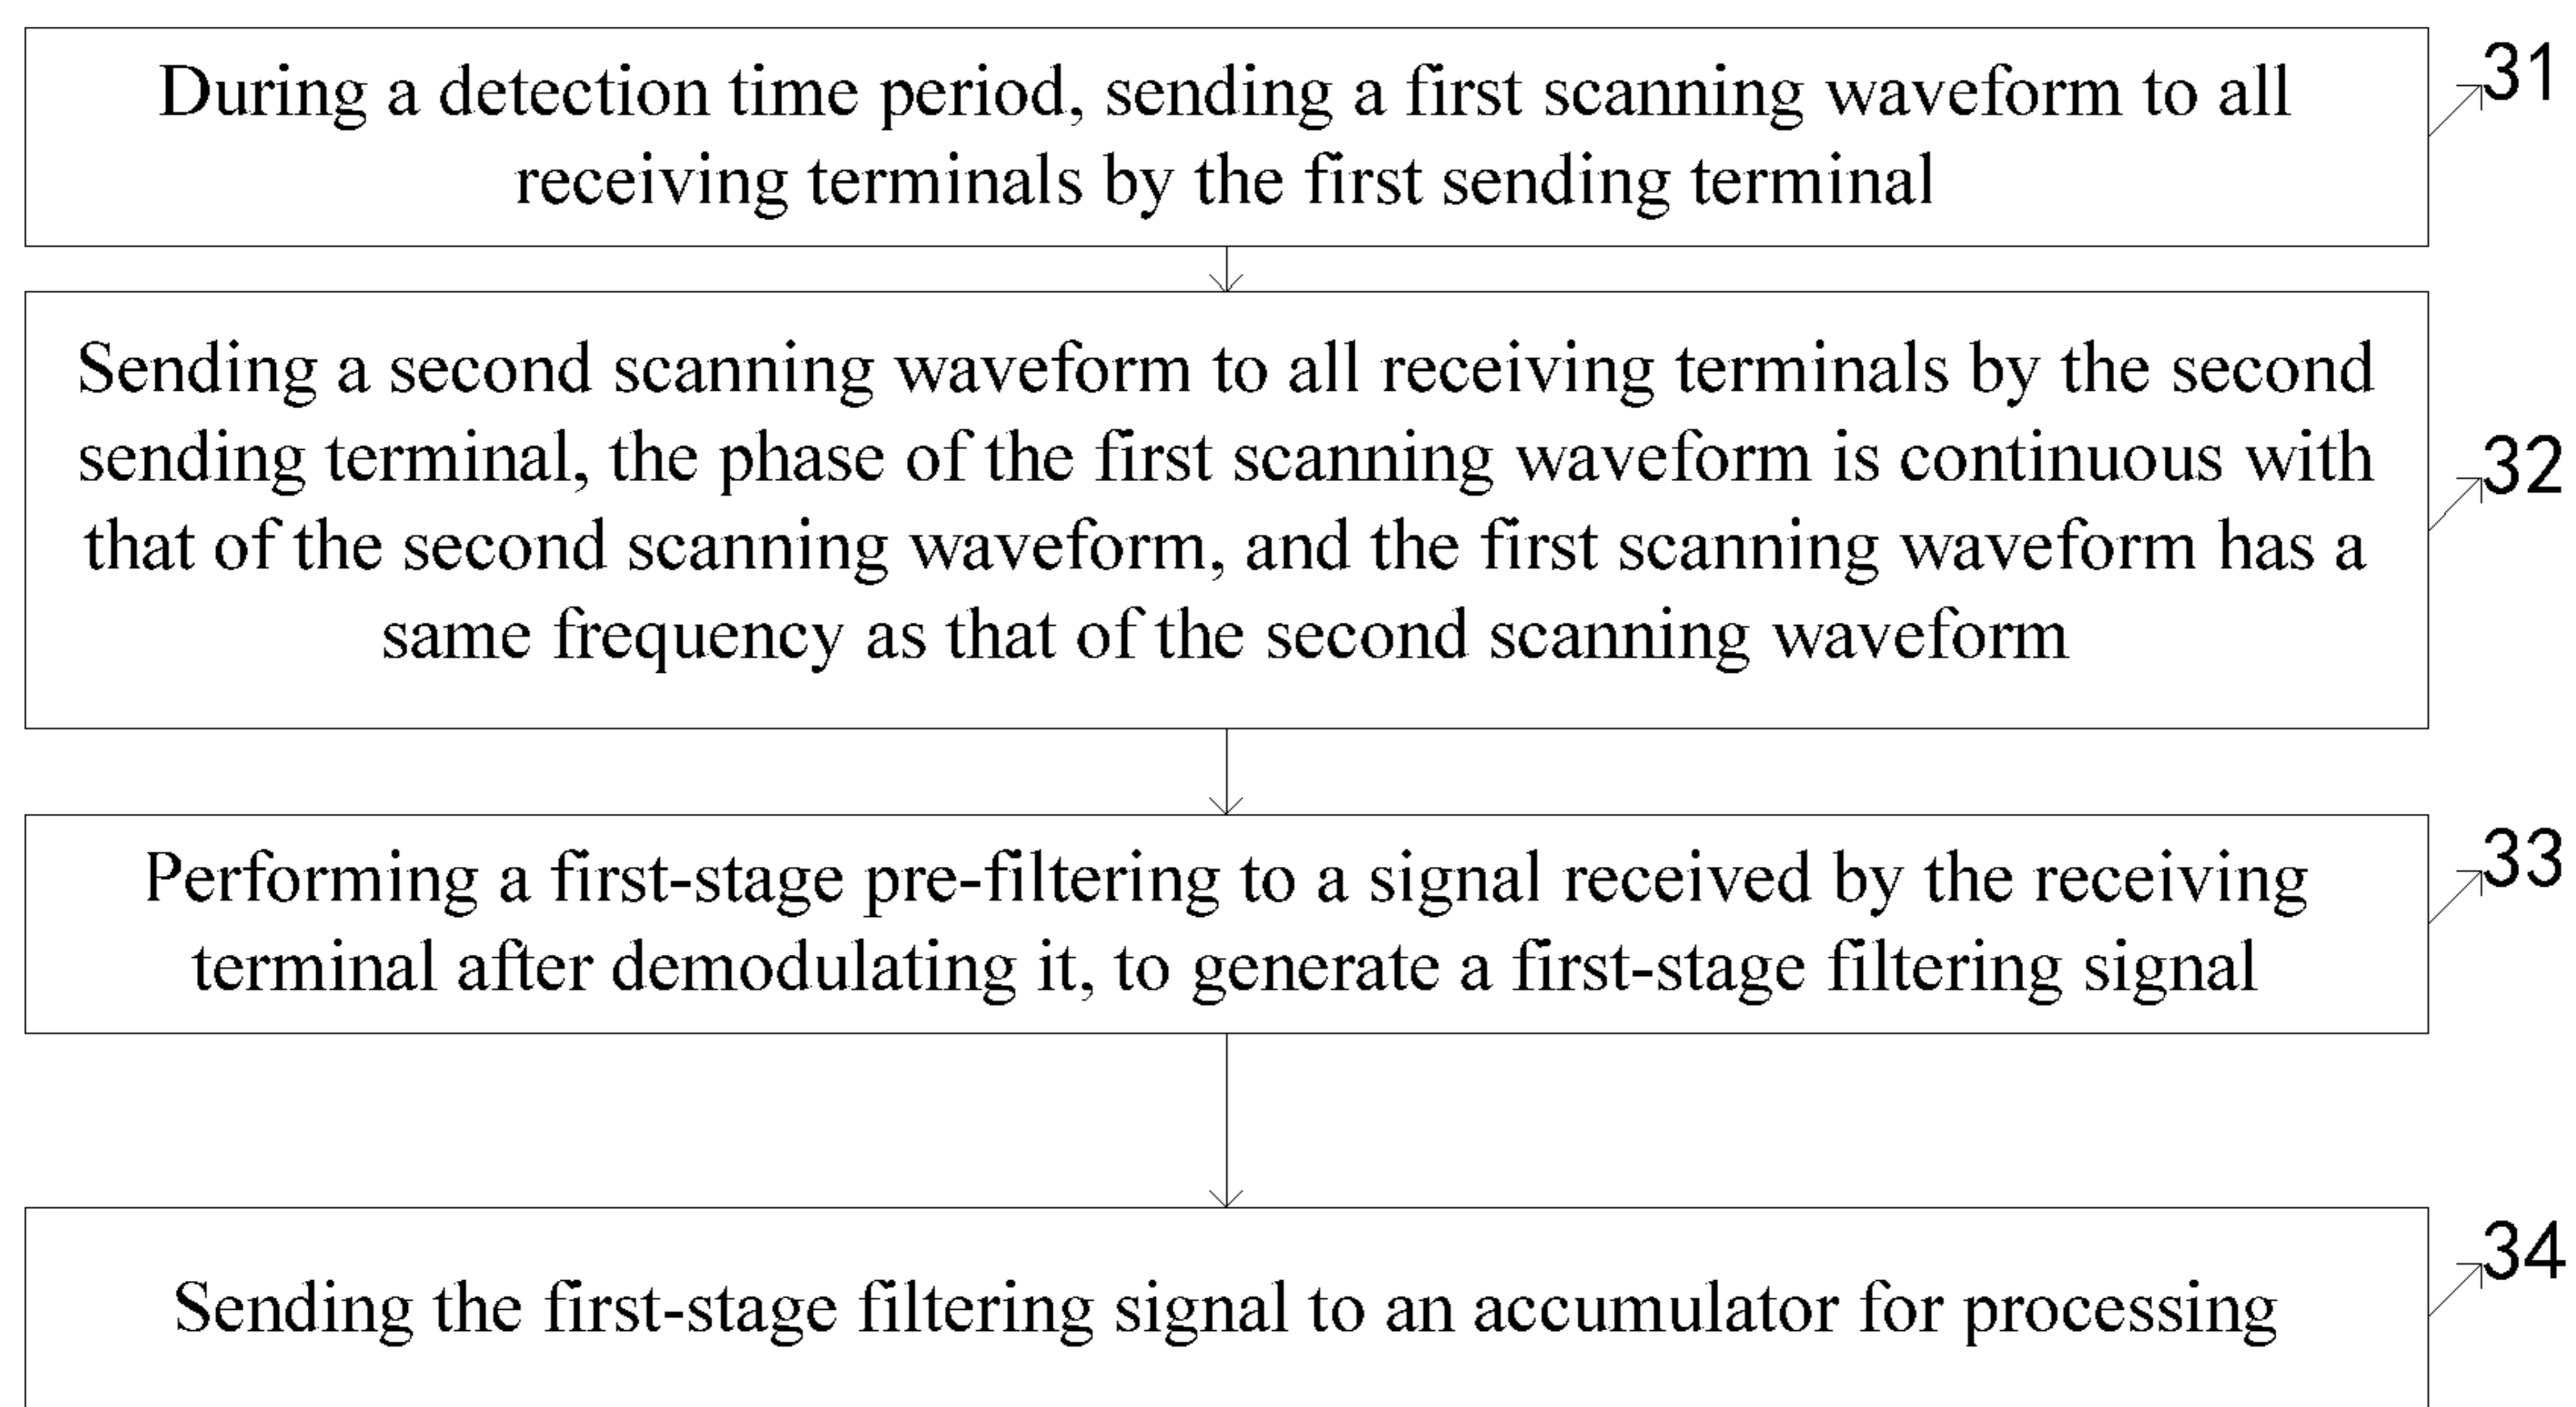 During a detection time period, sending a first scanning waveform to all
receiving terminals by the first sending terminal
31
Sending a second scanning waveform to all receiving terminals by the second
sending terminal, the phase of the first scanning waveform is continuous with
that of the second scanning waveform, and the first scanning waveform has a
same frequency as that of the second scanning waveform
32
Performing a first-stage pre-filtering to a signal received by the receiving
terminal after demodulating it, to generate a first-stage filtering signal
33
Sending the first-stage filtering signal to an accumulator for processing
34